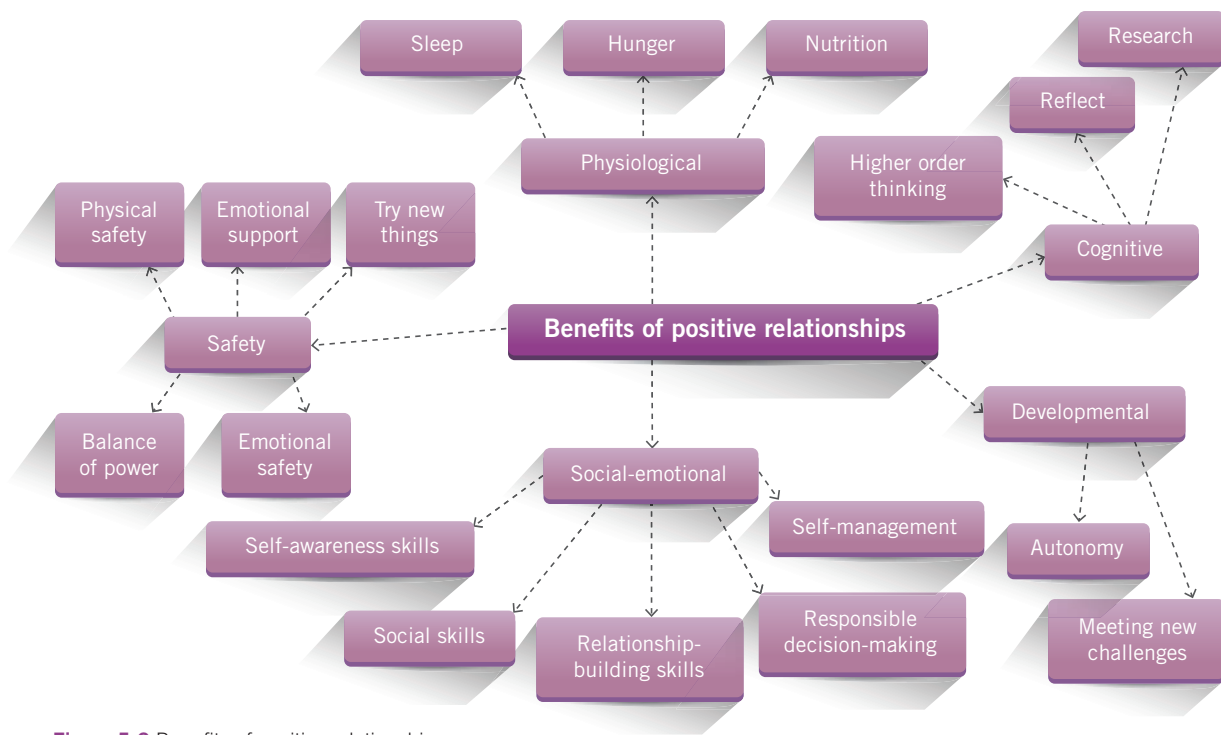 Sleep
Hunger
Nutrition
Research
Reflect
Physiological
Higher order
thinking
Cognitive
Physical
safety
Emotional
support
Try new
things
Safety
Benefits of positive relationships
Balance
of power
Emotional
safety
Developmental
Social-emotional
Self-awareness skills
Self-management
Autonomy
Social skills
Relationship-
building skills
Responsible
decision-making
Meeting new
challenges